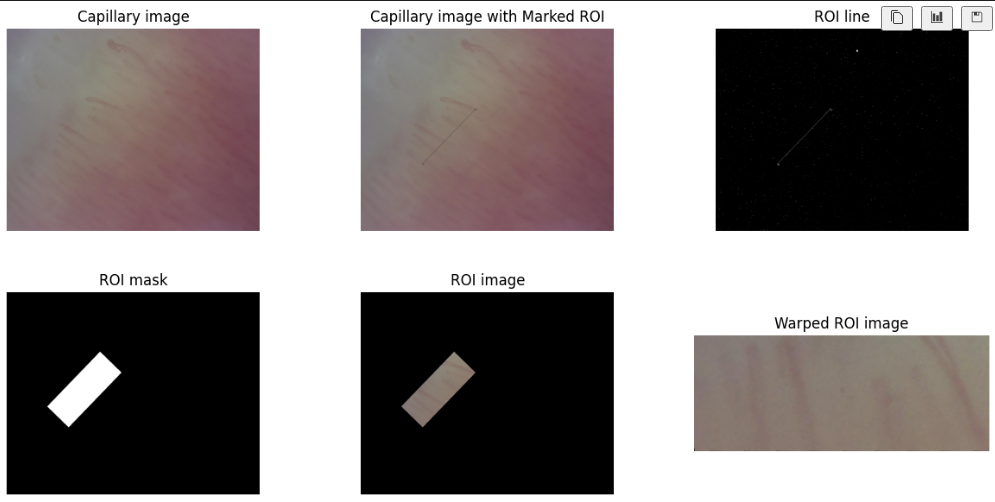 Capillary image
Capillary image with Marked ROI
ROI line
ROI mask
ROI image
Warped ROI image